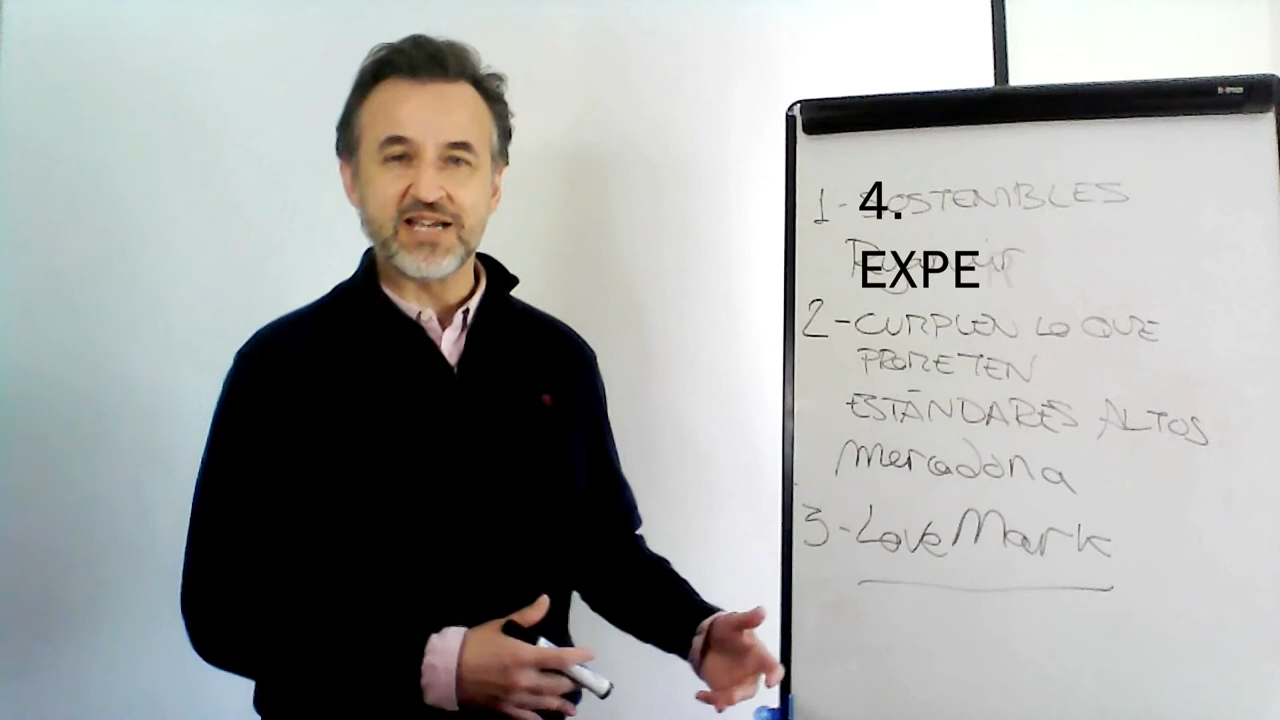 1-SOSTENIBLES
4.
EXPE
2-CUMPLEN LO QUE
PROMETEN
ESTÁNDARES ALTOS
mercadona
3-LoveMark